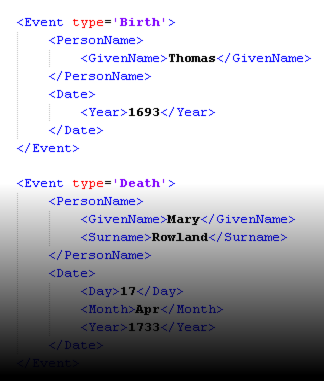 <Event type='Birth'>
<PersonName>
<GivenName>Thomas</GivenName>
</PersonName>
<Date>
<Year>1693</Year>
</Date>
</Event>
<Event type='Death'>
<PersonName>
<GivenName>Mary</GivenName>
<Surname>Rowland</Surname>
</PersonName>
<Date>
<Day>17</Day>
<Month>Apr</Month>
<Year>1733</Year>
</Date>
</Event>